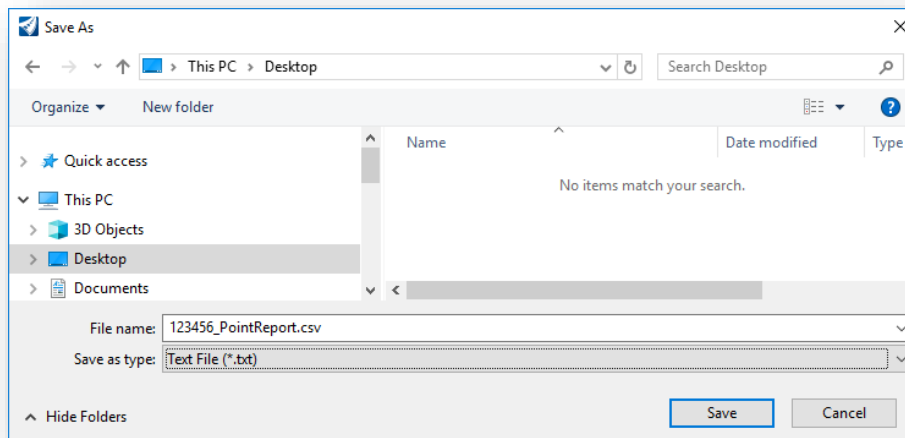 Save As
This PC > Desktop
Search Desktop
Organize
New folder
?
Name
Date modified
Type
Quick access
This PC
3D Objects
Desktop
Documents
No items match your search.
File name: 123456_PointReport.csv
Save as type: Text File (*.txt)
Hide Folders
Save
Cancel